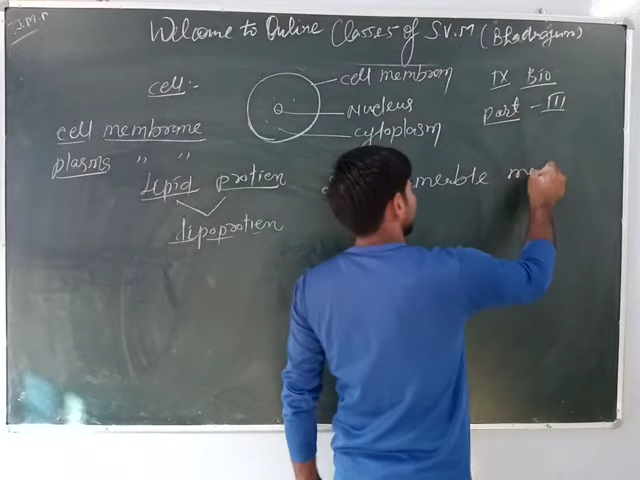 Welcome to Online Classes of S.V.M (Bhadrajun)
cell:- cell membrane IX Bio
Nucleus Part - III
cell membrane cytoplasm
plasma " "
Lipid protien meable
Lipoprotien